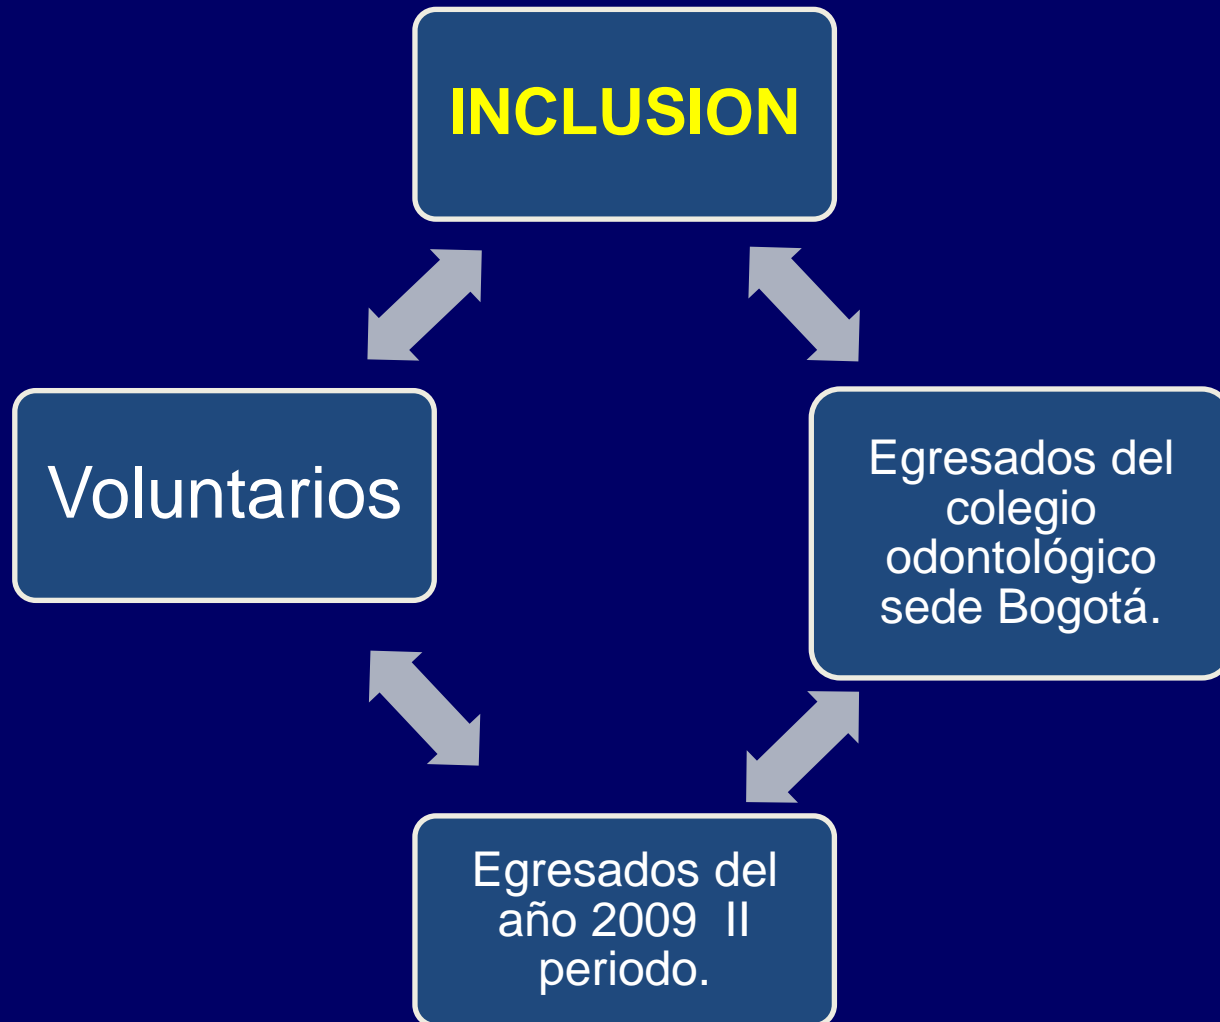 INCLUSION
Voluntarios
Egresados del
colegio
odontológico
sede Bogotá.
Egresados del
año 2009  II
periodo.